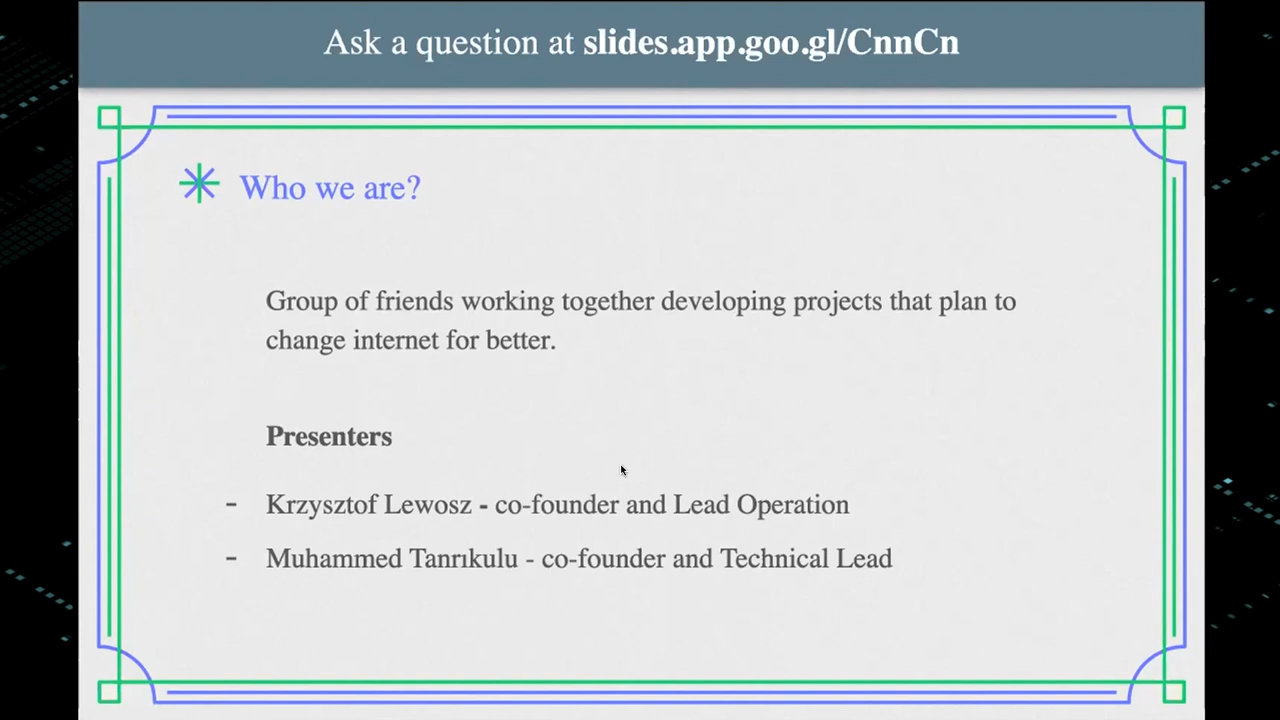 Ask a question at slides.app.goo.gl/CnnCn
Who we are?
Group of friends working together developing projects that plan to
change internet for better.
Presenters
- Krzysztof Lewosz - co-founder and Lead Operation
- Muhammed Tanrıkulu - co-founder and Technical Lead